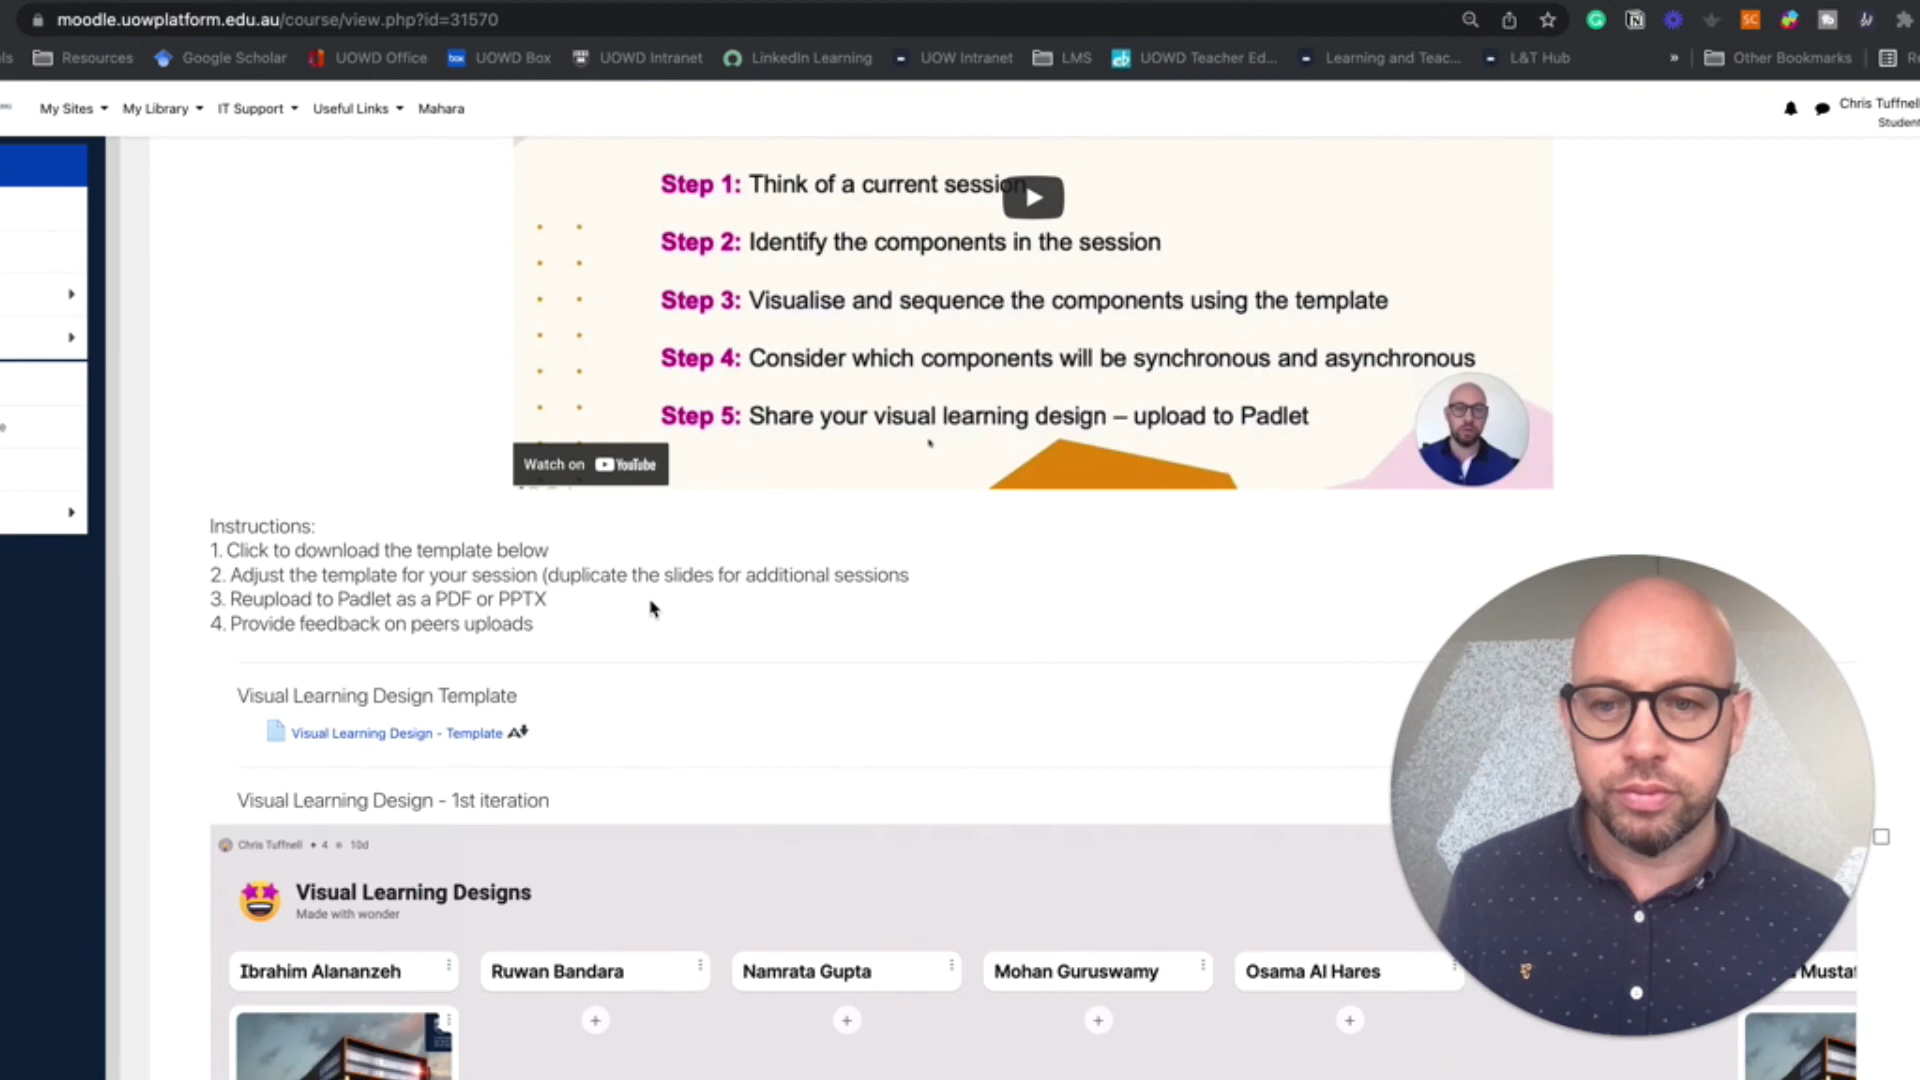 moodle.uowplatform.edu.au/course/view.php?id=31570
Resources Google Scholar UOWD Office UOWD Box UOWD Intranet LinkedIn Learning UOW Intranet LMS UOWD Teacher Ed... Learning and Teac... L&T Hub » Other Bookmarks
My Sites My Library IT Support Useful Links Mahara
Chris Tuffnell
Student
Step 1: Think of a current session
Step 2: Identify the components in the session
Step 3: Visualise and sequence the components using the template
Step 4: Consider which components will be synchronous and asynchronous
Step 5: Share your visual learning design – upload to Padlet
Watch on YouTube
Instructions:
1. Click to download the template below
2. Adjust the template for your session (duplicate the slides for additional sessions
3. Reupload to Padlet as a PDF or PPTX
4. Provide feedback on peers uploads
Visual Learning Design Template
Visual Learning Design - Template
Visual Learning Design - 1st iteration
Chris Tuffnell + 4 10d
Visual Learning Designs
Made with wonder
Ibrahim Alananzeh Ruwan Bandara Namrata Gupta Mohan Guruswamy Osama Al Hares